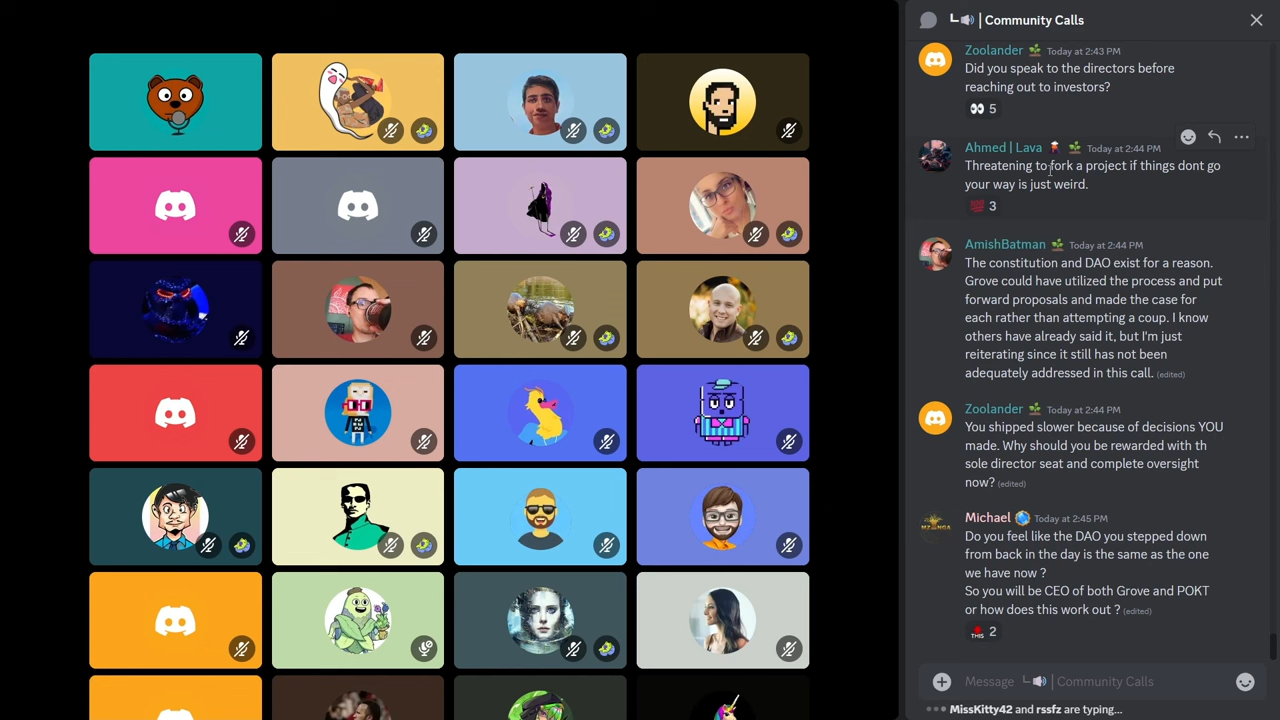 Community Calls
Zoolander Today at 2:43 PM
Did you speak to the directors before
reaching out to investors?
5
Ahmed | Lava Today at 2:44 PM
Threatening to fork a project if things dont go
your way is just weird.
3
AmishBatman Today at 2:44 PM
The constitution and DAO exist for a reason.
Grove could have utilized the process and put
forward proposals and made the case for
each rather than attempting a coup. I know
others have already said it, but I'm just
reiterating since it still has not been
adequately addressed in this call. (edited)
Zoolander Today at 2:44 PM
You shipped slower because of decisions YOU
made. Why should you be rewarded with th
sole director seat and complete oversight
now? (edited)
Michael Today at 2:45 PM
Do you feel like the DAO you stepped down
from back in the day is the same as the one
we have now ?
So you will be CEO of both Grove and POKT
or how does this work out ? (edited)
THIS 2
Message Community Calls
MissKitty42 and rssfz are typing...